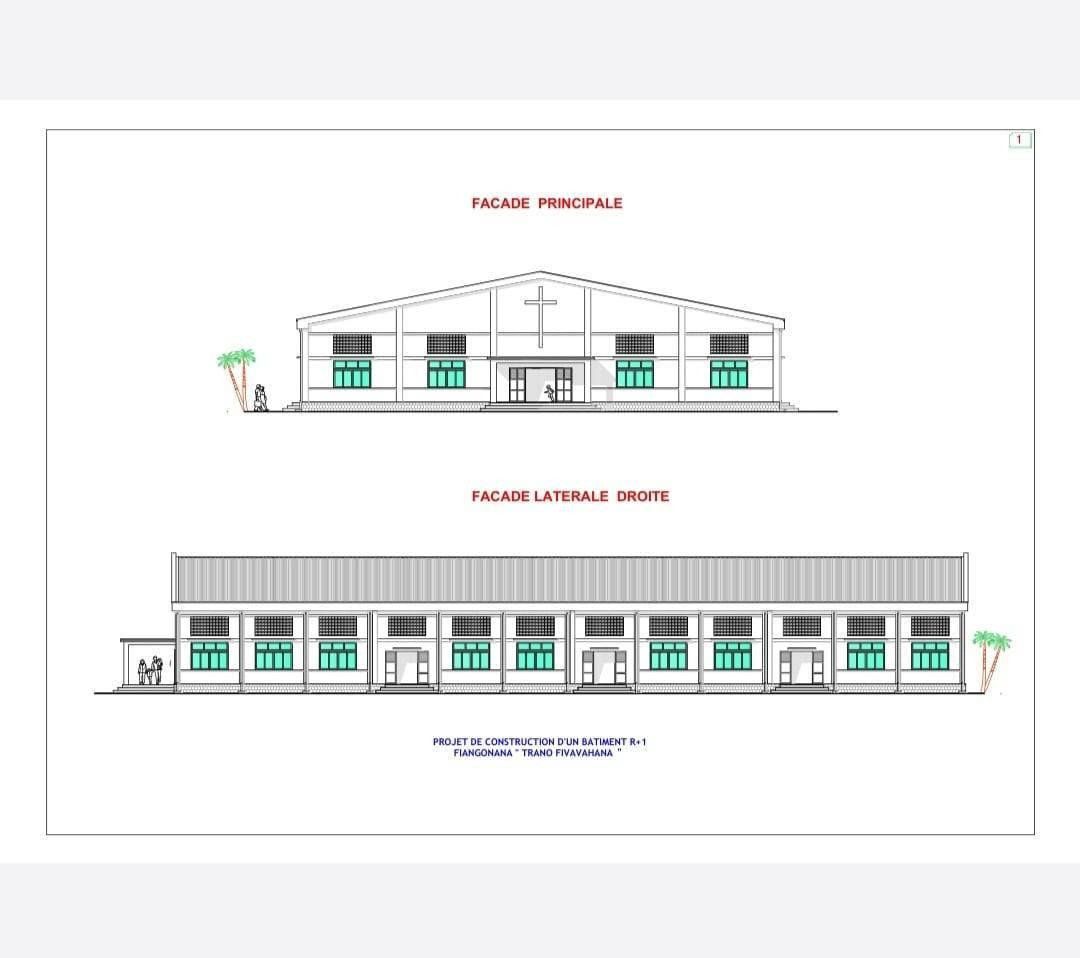 1
FACADE PRINCIPALE
FACADE LATERALE DROITE
PROJET DE CONSTRUCTION D'UN BATIMENT R+1
FIANGONANA " TRANO FIVAVAHANA "